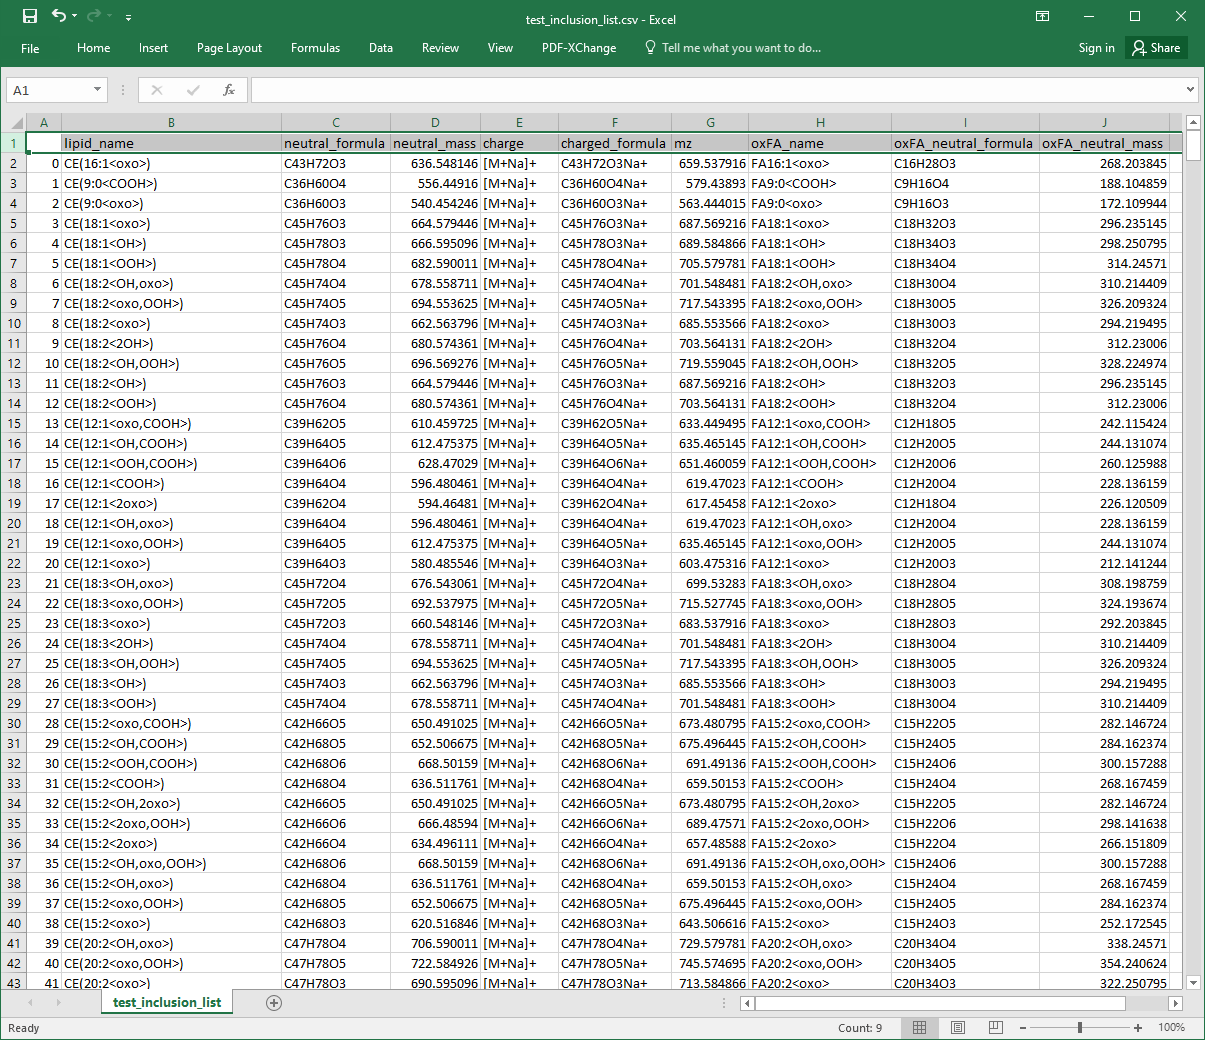 test_inclusion_list.csv - Excel
File Home Insert Page Layout Formulas Data Review View PDF-XChange Tell me what you want to do... Sign in Share
A1 fx
A B C D E F G H I J
1 lipid_name neutral_formula neutral_mass charge charged_formula mz oxFA_name oxFA_neutral_formula oxFA_neutral_mass
2 0 CE(16:1<oxo>) C43H72O3 636.548146 [M+Na]+ C43H72O3Na+ 659.537916 FA16:1<oxo> C16H28O3 268.203845
3 1 CE(9:0<COOH>) C36H60O4 556.44916 [M+Na]+ C36H60O4Na+ 579.43893 FA9:0<COOH> C9H16O4 188.104859
4 2 CE(9:0<oxo>) C36H60O3 540.454246 [M+Na]+ C36H60O3Na+ 563.444015 FA9:0<oxo> C9H16O3 172.109944
5 3 CE(18:1<oxo>) C45H76O3 664.579446 [M+Na]+ C45H76O3Na+ 687.569216 FA18:1<oxo> C18H32O3 296.235145
6 4 CE(18:1<OH>) C45H78O3 666.595096 [M+Na]+ C45H78O3Na+ 689.584866 FA18:1<OH> C18H34O3 298.250795
7 5 CE(18:1<OOH>) C45H78O4 682.590011 [M+Na]+ C45H78O4Na+ 705.579781 FA18:1<OOH> C18H34O4 314.24571
8 6 CE(18:2<OH,oxo>) C45H74O4 678.558711 [M+Na]+ C45H74O4Na+ 701.548481 FA18:2<OH,oxo> C18H30O4 310.214409
9 7 CE(18:2<oxo,OOH>) C45H74O5 694.553625 [M+Na]+ C45H74O5Na+ 717.543395 FA18:2<oxo,OOH> C18H30O5 326.209324
10 8 CE(18:2<oxo>) C45H74O3 662.563796 [M+Na]+ C45H74O3Na+ 685.553566 FA18:2<oxo> C18H30O3 294.219495
11 9 CE(18:2<2OH>) C45H76O4 680.574361 [M+Na]+ C45H76O4Na+ 703.564131 FA18:2<2OH> C18H32O4 312.23006
12 10 CE(18:2<OH,OOH>) C45H76O5 696.569276 [M+Na]+ C45H76O5Na+ 719.559045 FA18:2<OH,OOH> C18H32O5 328.224974
13 11 CE(18:2<OH>) C45H76O3 664.579446 [M+Na]+ C45H76O3Na+ 687.569216 FA18:2<OH> C18H32O3 296.235145
14 12 CE(18:2<OOH>) C45H76O4 680.574361 [M+Na]+ C45H76O4Na+ 703.564131 FA18:2<OOH> C18H32O4 312.23006
15 13 CE(12:1<oxo,COOH>) C39H62O5 610.459725 [M+Na]+ C39H62O5Na+ 633.449495 FA12:1<oxo,COOH> C12H18O5 242.115424
16 14 CE(12:1<OH,COOH>) C39H64O5 612.475375 [M+Na]+ C39H64O5Na+ 635.465145 FA12:1<OH,COOH> C12H20O5 244.131074
17 15 CE(12:1<OOH,COOH>) C39H64O6 628.47029 [M+Na]+ C39H64O6Na+ 651.460059 FA12:1<OOH,COOH> C12H20O6 260.125988
18 16 CE(12:1<COOH>) C39H64O4 596.480461 [M+Na]+ C39H64O4Na+ 619.47023 FA12:1<COOH> C12H20O4 228.136159
19 17 CE(12:1<2oxo>) C39H62O4 594.46481 [M+Na]+ C39H62O4Na+ 617.45458 FA12:1<2oxo> C12H18O4 226.120509
20 18 CE(12:1<OH,oxo>) C39H64O4 596.480461 [M+Na]+ C39H64O4Na+ 619.47023 FA12:1<OH,oxo> C12H20O4 228.136159
21 19 CE(12:1<oxo,OOH>) C39H64O5 612.475375 [M+Na]+ C39H64O5Na+ 635.465145 FA12:1<oxo,OOH> C12H20O5 244.131074
22 20 CE(12:1<oxo>) C39H64O3 580.485546 [M+Na]+ C39H64O3Na+ 603.475316 FA12:1<oxo> C12H20O3 212.141244
23 21 CE(18:3<OH,oxo>) C45H72O4 676.543061 [M+Na]+ C45H72O4Na+ 699.53283 FA18:3<OH,oxo> C18H28O4 308.198759
24 22 CE(18:3<oxo,OOH>) C45H72O5 692.537975 [M+Na]+ C45H72O5Na+ 715.527745 FA18:3<oxo,OOH> C18H28O5 324.193674
25 23 CE(18:3<oxo>) C45H72O3 660.548146 [M+Na]+ C45H72O3Na+ 683.537916 FA18:3<oxo> C18H28O3 292.203845
26 24 CE(18:3<2OH>) C45H74O4 678.558711 [M+Na]+ C45H74O4Na+ 701.548481 FA18:3<2OH> C18H30O4 310.214409
27 25 CE(18:3<OH,OOH>) C45H74O5 694.553625 [M+Na]+ C45H74O5Na+ 717.543395 FA18:3<OH,OOH> C18H30O5 326.209324
28 26 CE(18:3<OH>) C45H74O3 662.563796 [M+Na]+ C45H74O3Na+ 685.553566 FA18:3<OH> C18H30O3 294.219495
29 27 CE(18:3<OOH>) C45H74O4 678.558711 [M+Na]+ C45H74O4Na+ 701.548481 FA18:3<OOH> C18H30O4 310.214409
30 28 CE(15:2<oxo,COOH>) C42H66O5 650.491025 [M+Na]+ C42H66O5Na+ 673.480795 FA15:2<oxo,COOH> C15H22O5 282.146724
31 29 CE(15:2<OH,COOH>) C42H68O5 652.506675 [M+Na]+ C42H68O5Na+ 675.496445 FA15:2<OH,COOH> C15H24O5 284.162374
32 30 CE(15:2<OOH,COOH>) C42H68O6 668.50159 [M+Na]+ C42H68O6Na+ 691.49136 FA15:2<OOH,COOH> C15H24O6 300.157288
33 31 CE(15:2<COOH>) C42H68O4 636.511761 [M+Na]+ C42H68O4Na+ 659.50153 FA15:2<COOH> C15H24O4 268.167459
34 32 CE(15:2<OH,2oxo>) C42H66O5 650.491025 [M+Na]+ C42H66O5Na+ 673.480795 FA15:2<OH,2oxo> C15H22O5 282.146724
35 33 CE(15:2<2oxo,OOH>) C42H66O6 666.48594 [M+Na]+ C42H66O6Na+ 689.47571 FA15:2<2oxo,OOH> C15H22O6 298.141638
36 34 CE(15:2<2oxo>) C42H66O4 634.496111 [M+Na]+ C42H66O4Na+ 657.48588 FA15:2<2oxo> C15H22O4 266.151809
37 35 CE(15:2<OH,oxo,OOH>) C42H68O6 668.50159 [M+Na]+ C42H68O6Na+ 691.49136 FA15:2<OH,oxo,OOH> C15H24O6 300.157288
38 36 CE(15:2<OH,oxo>) C42H68O4 636.511761 [M+Na]+ C42H68O4Na+ 659.50153 FA15:2<OH,oxo> C15H24O4 268.167459
39 37 CE(15:2<oxo,OOH>) C42H68O5 652.506675 [M+Na]+ C42H68O5Na+ 675.496445 FA15:2<oxo,OOH> C15H24O5 284.162374
40 38 CE(15:2<oxo>) C42H68O3 620.516846 [M+Na]+ C42H68O3Na+ 643.506616 FA15:2<oxo> C15H24O3 252.172545
41 39 CE(20:2<OH,oxo>) C47H78O4 706.590011 [M+Na]+ C47H78O4Na+ 729.579781 FA20:2<OH,oxo> C20H34O4 338.24571
42 40 CE(20:2<oxo,OOH>) C47H78O5 722.584926 [M+Na]+ C47H78O5Na+ 745.574695 FA20:2<oxo,OOH> C20H34O5 354.240624
43 41 CE(20:2<oxo>) C47H78O3 690.595096 [M+Na]+ C47H78O3Na+ 713.584866 FA20:2<oxo> C20H34O3 322.250795
test_inclusion_list
Ready Count: 9 100%